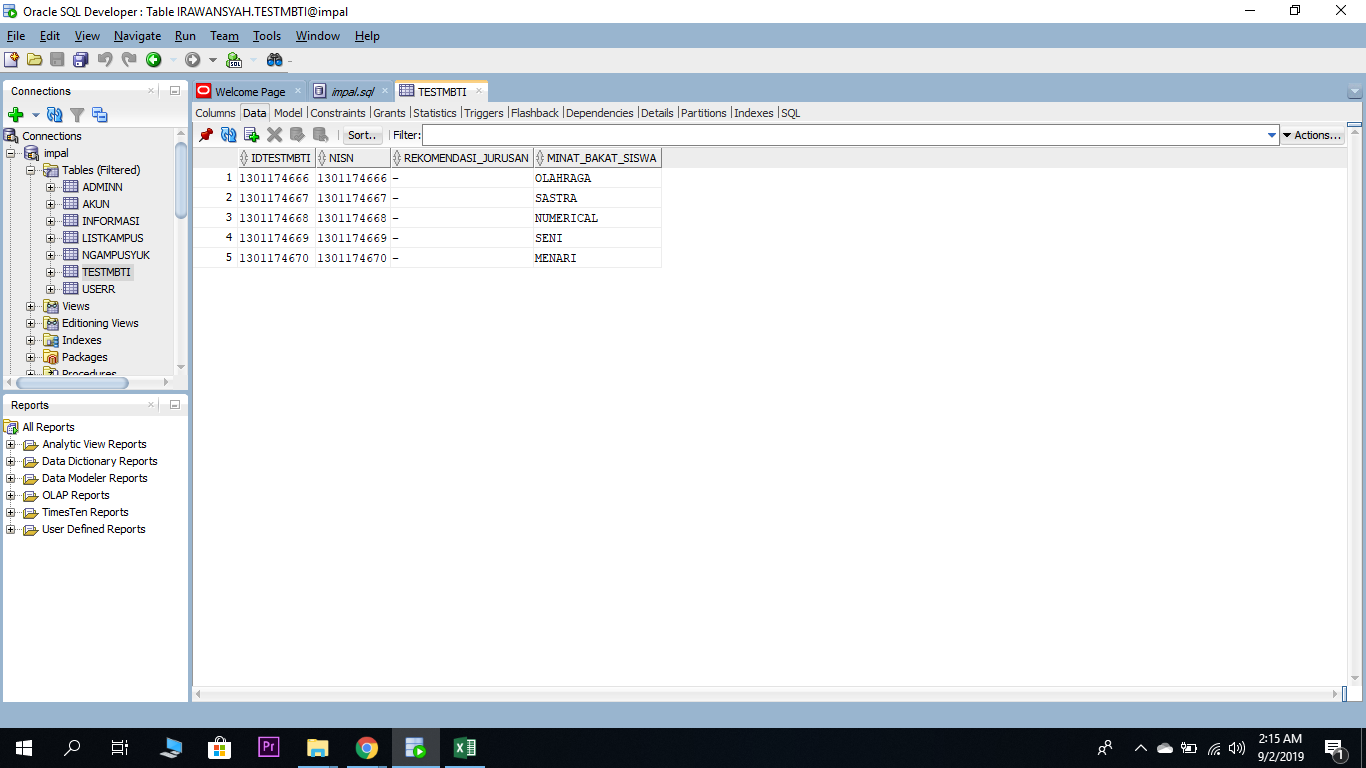 Oracle SQL Developer : Table IRAWANSYAH.TESTMBTI@impal
File Edit View Navigate Run Team Tools Window Help
SQL
Connections
Connections
impal
Tables (Filtered)
ADMINN
AKUN
INFORMASI
LISTKAMPUS
NGAMPUSYUK
TESTMBTI
USERR
Views
Editioning Views
Indexes
Packages
Procedures
Reports
All Reports
Analytic View Reports
Data Dictionary Reports
Data Modeler Reports
OLAP Reports
TimesTen Reports
User Defined Reports
Welcome Page impal.sql TESTMBTI
Columns Data Model Constraints Grants Statistics Triggers Flashback Dependencies Details Partitions Indexes SQL
Sort.. Filter: Actions...
IDTESTMBTI NISN REKOMENDASI_JURUSAN MINAT_BAKAT_SISWA
1 1301174666 1301174666 - OLAHRAGA
2 1301174667 1301174667 - SASTRA
3 1301174668 1301174668 - NUMERICAL
4 1301174669 1301174669 - SENI
5 1301174670 1301174670 - MENARI
Pr
2:15 AM
9/2/2019
1